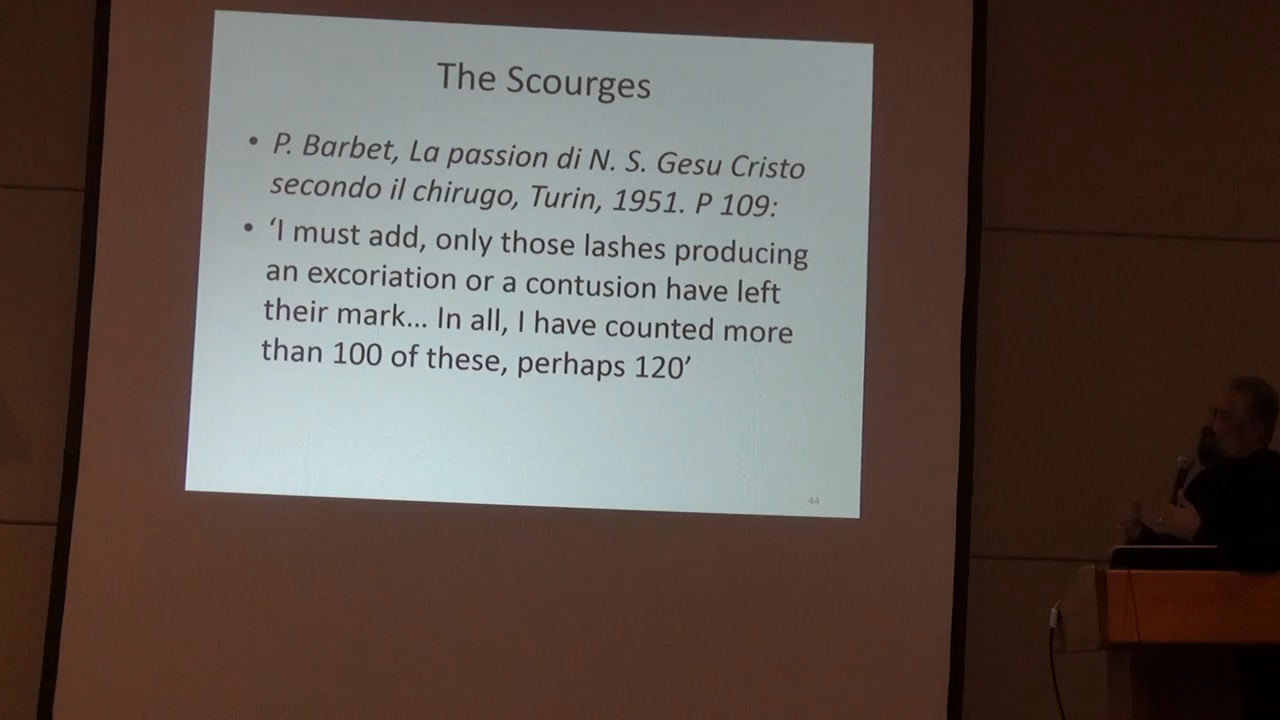 The Scourges
• P. Barbet, La passion di N. S. Gesu Cristo
secondo il chirugo, Turin, 1951. P 109:
• ‘I must add, only those lashes producing
an excoriation or a contusion have left
their mark... In all, I have counted more
than 100 of these, perhaps 120’
44